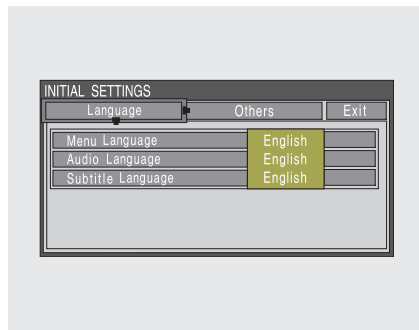 INITIAL SETTINGS
Language Others Exit
Menu Language English
Audio Language English
Subtitle Language English